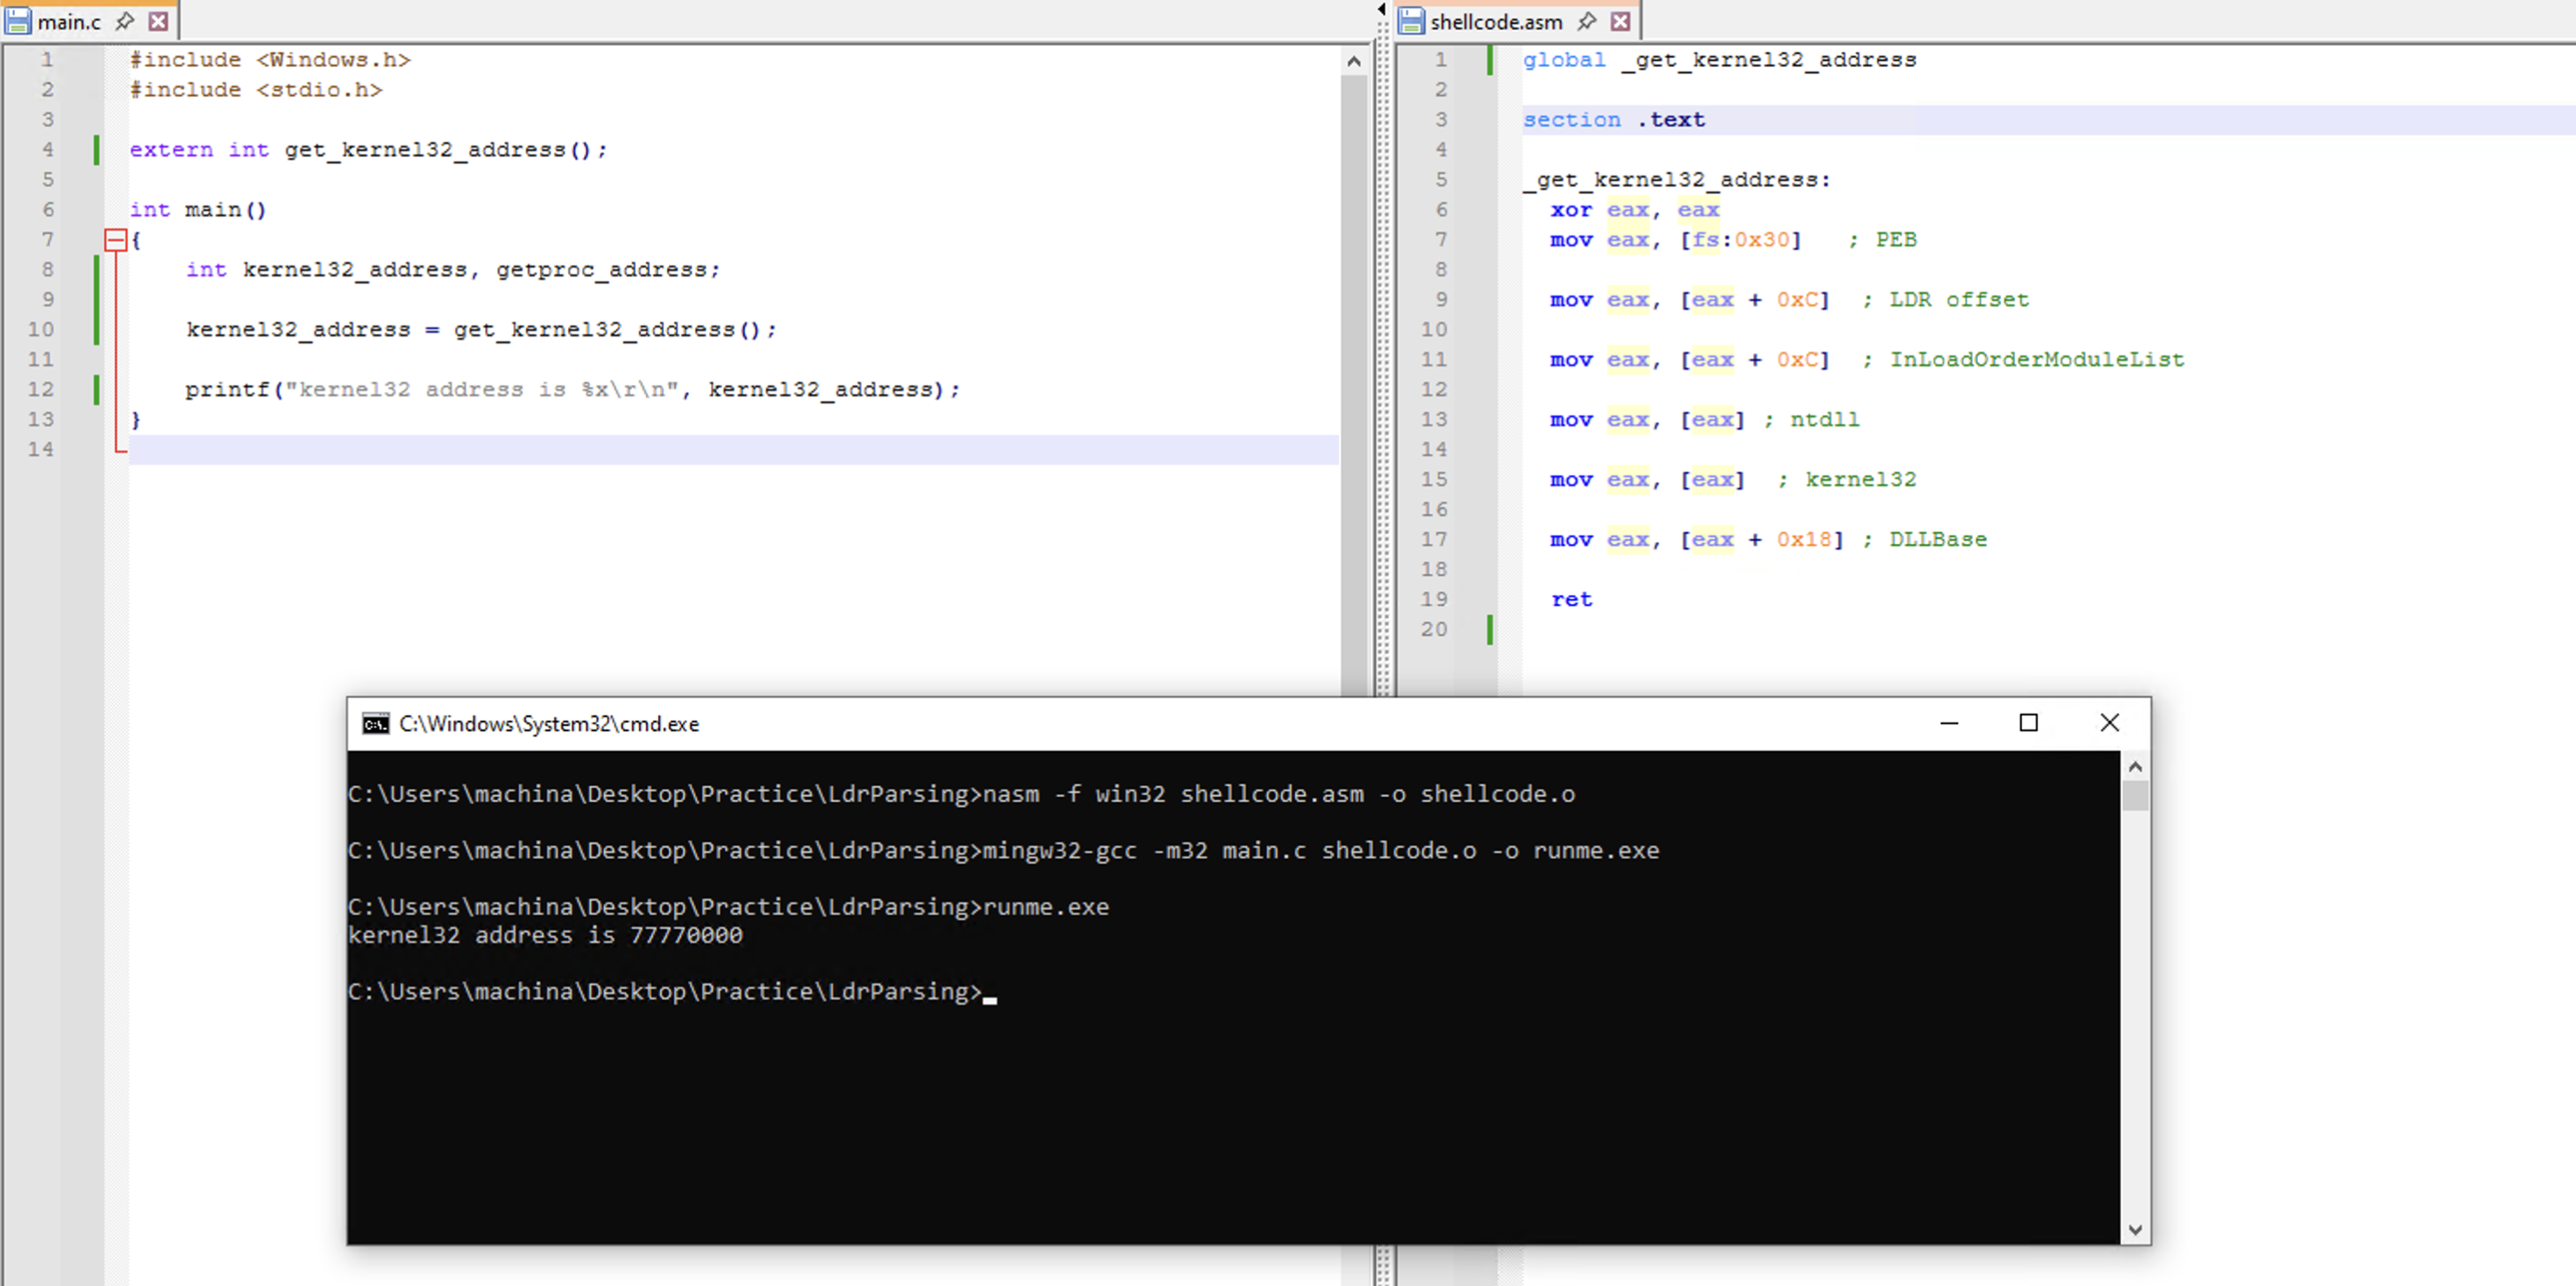 main.c
1 #include <Windows.h>
2 #include <stdio.h>
3
4 extern int get_kernel32_address();
5
6 int main()
7 {
8     int kernel32_address, getproc_address;
9
10     kernel32_address = get_kernel32_address();
11
12     printf("kernel32 address is %x\r\n", kernel32_address);
13 }
14
shellcode.asm
1 global _get_kernel32_address
2
3 section .text
4
5 _get_kernel32_address:
6   xor eax, eax
7   mov eax, [fs:0x30]   ; PEB
8
9   mov eax, [eax + 0xC]  ; LDR offset
10
11   mov eax, [eax + 0xC]  ; InLoadOrderModuleList
12
13   mov eax, [eax] ; ntdll
14
15   mov eax, [eax]  ; kernel32
16
17   mov eax, [eax + 0x18] ; DLLBase
18
19   ret
20
C:\Windows\System32\cmd.exe
C:\Users\machina\Desktop\Practice\LdrParsing>nasm -f win32 shellcode.asm -o shellcode.o
C:\Users\machina\Desktop\Practice\LdrParsing>mingw32-gcc -m32 main.c shellcode.o -o runme.exe
C:\Users\machina\Desktop\Practice\LdrParsing>runme.exe
kernel32 address is 77770000
C:\Users\machina\Desktop\Practice\LdrParsing>